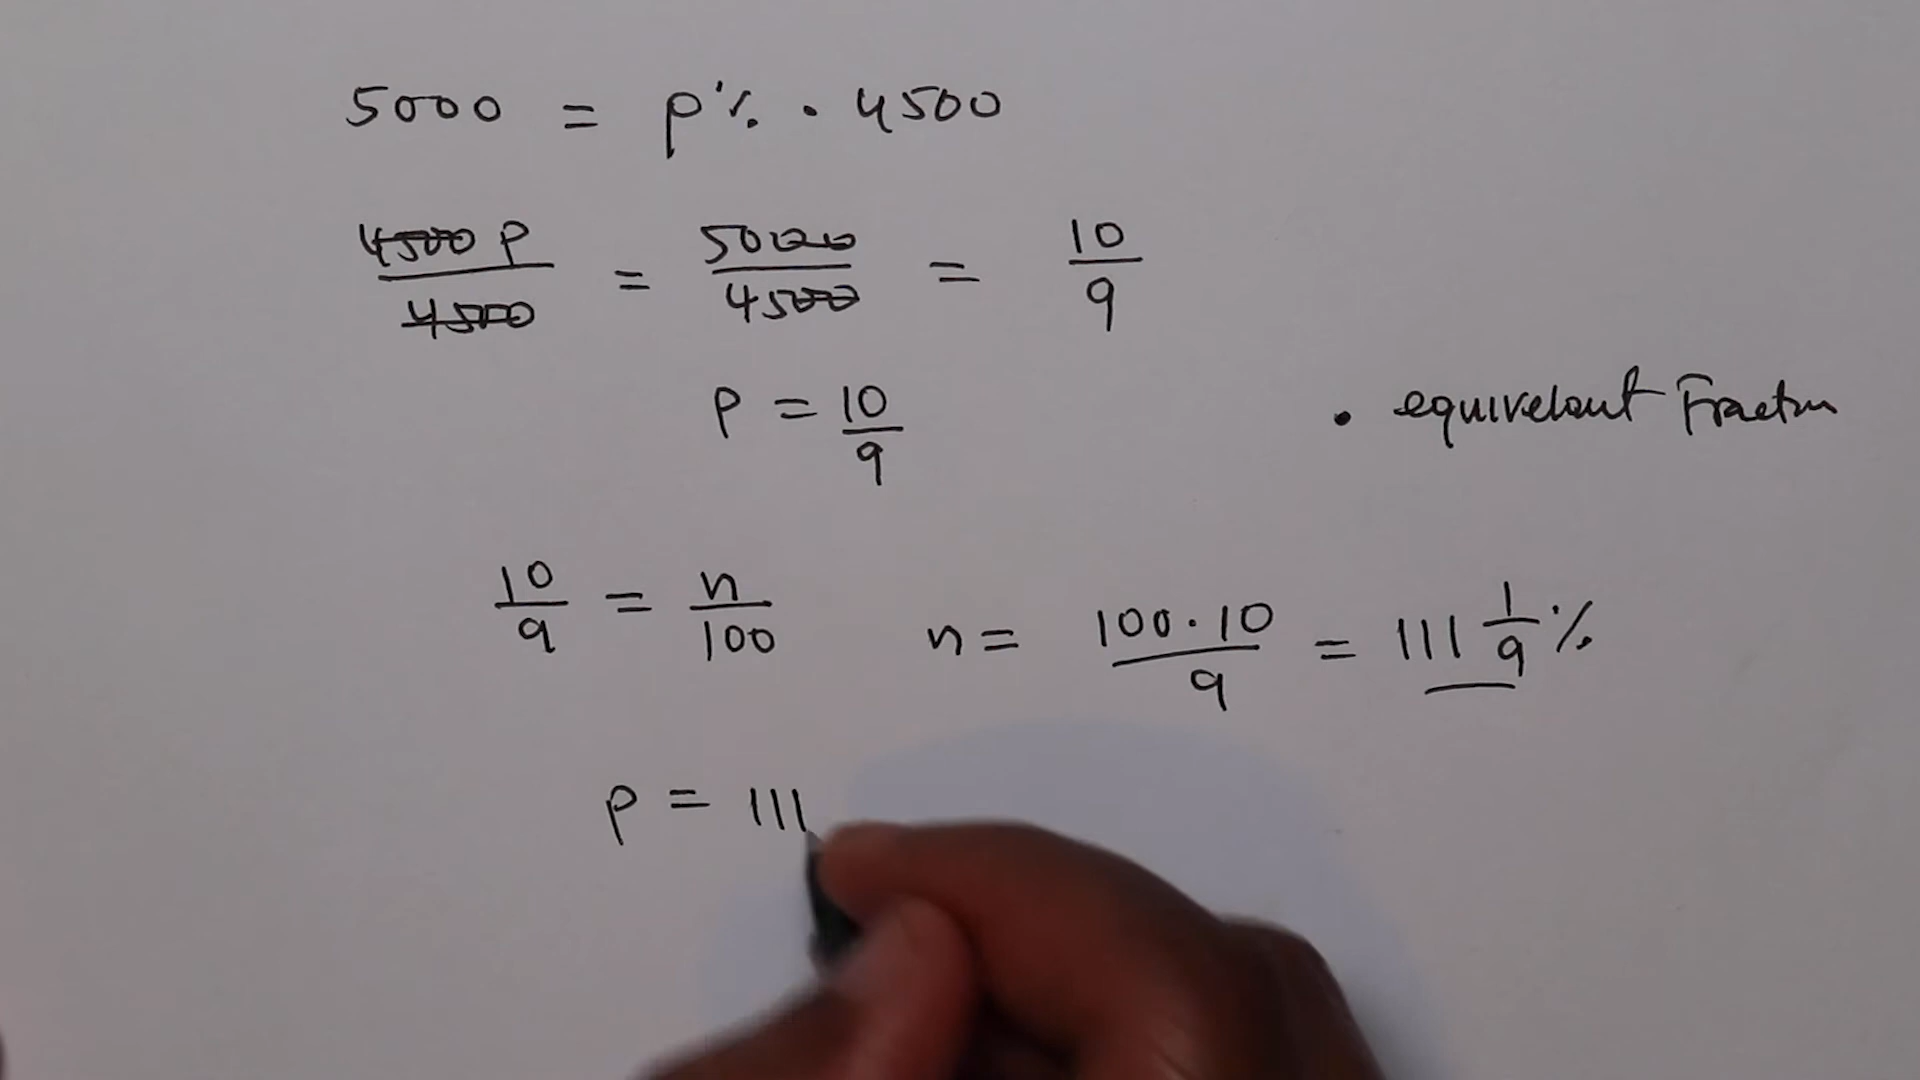 5000 = p% · 4500
4500 p / 4500 = 5000 / 4500 = 10 / 9
p = 10 / 9
· equivelant Fraction
10 / 9 = n / 100 n = 100 · 10 / 9 = 111 1/9 %
p = 111